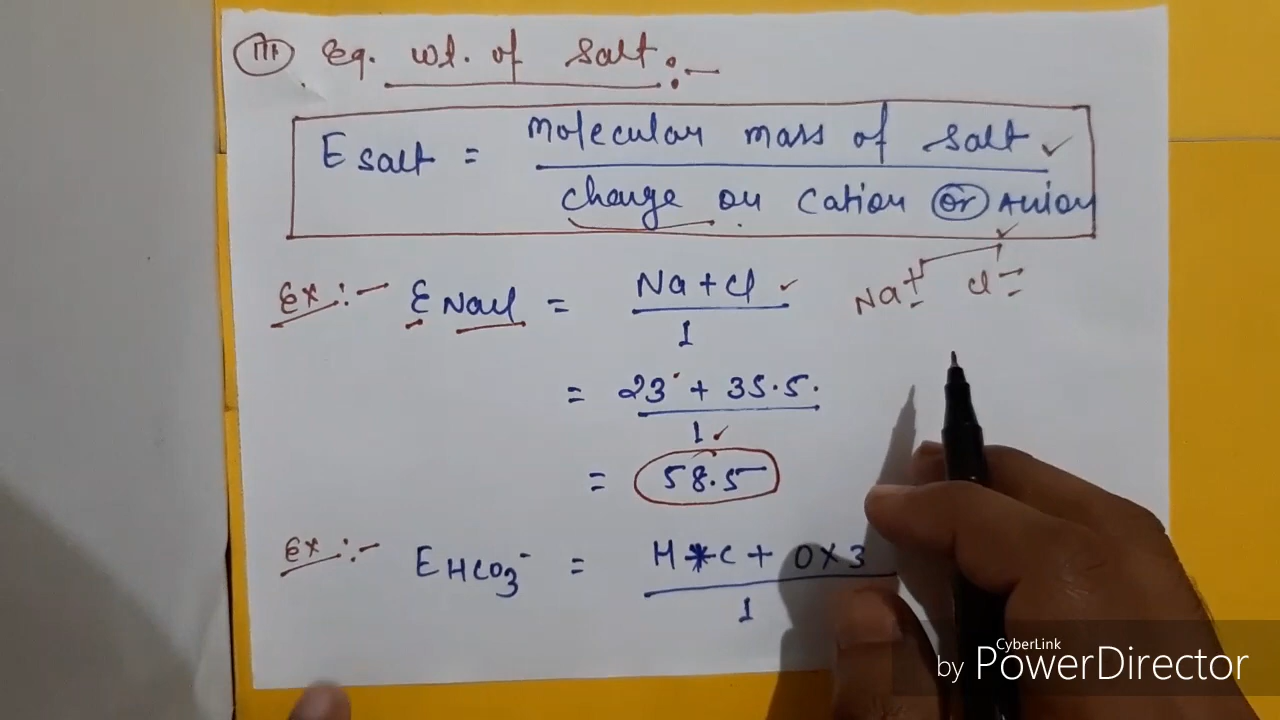 III Eq. wt. of Salt :-
E salt = Molecular mass of salt ✓
charge on Cation or Anion
Ex :- E NaCl = Na + Cl ✓ Na+ Cl-
1
= 23 + 35.5.
1 ✓
= 58.5
Ex :- E HCO3- = H * C + O X 3
1
CyberLink
by PowerDirector